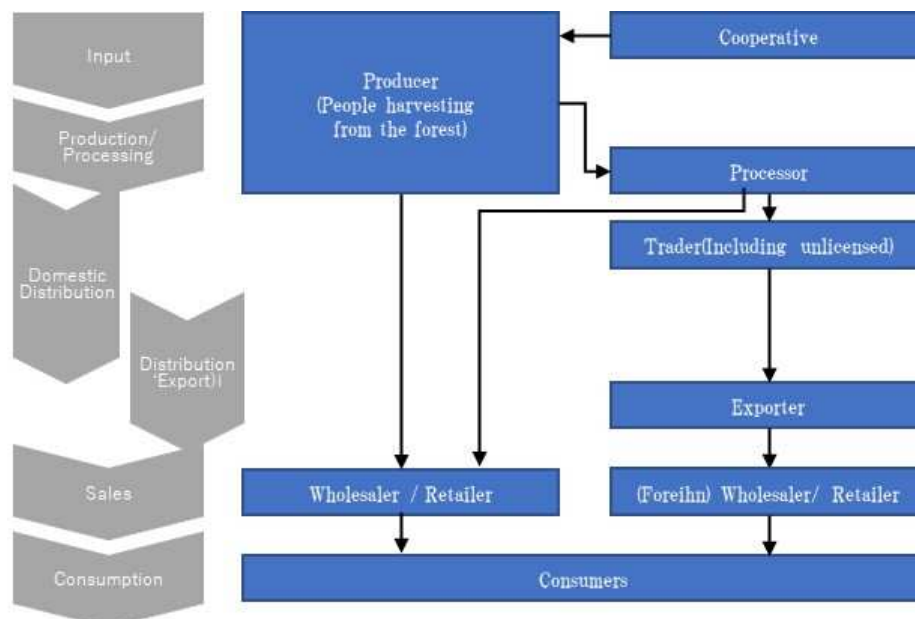 Input
Production/
Processing
Domestic
Distribution
Distribution
‘Export)l
Sales
Consumption
Cooperative
Producer
(People harvesting
from the forest)
Processor
Trader(Including unlicensed)
Exporter
Wholesaler / Retailer
(Foreihn) Wholesaler/ Retailer
Consumers